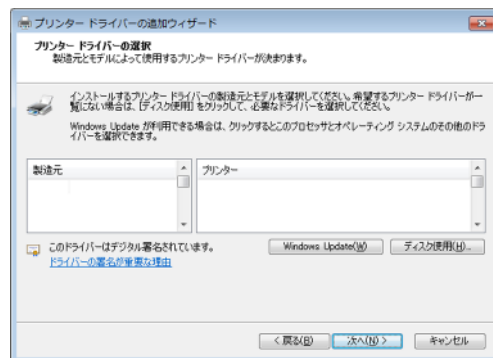 プリンター ドライバーの追加ウィザード
プリンター ドライバーの選択
製造元とモデルによって使用するプリンター ドライバーが決まります。
インストールするプリンター ドライバーの製造元とモデルを選択してください。希望するプリンター ドライバーが一
覧にない場合は、[ディスク使用] をクリックして、必要なドライバーを選択してください。
Windows Update が利用できる場合は、クリックするとこのプロセッサとオペレーティング システムのその他のドラ
イバーを選択できます。
製造元 プリンター
このドライバーはデジタル署名されています。
Windows Update(W) ディスク使用(H)...
ドライバーの署名が重要な理由
< 戻る(B) 次へ(N) > キャンセル